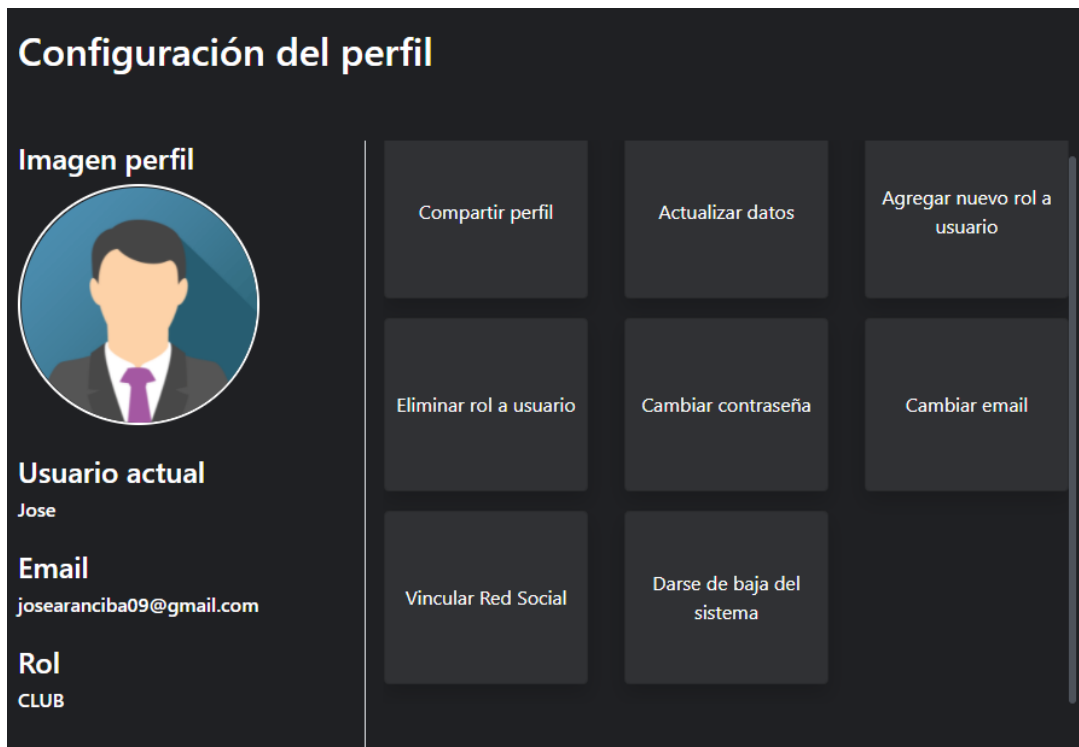 Configuración del perfil
Imagen perfil
Usuario actual
Jose
Email
josearanciba09@gmail.com
Rol
CLUB
Compartir perfil
Actualizar datos
Agregar nuevo rol a
usuario
Eliminar rol a usuario
Cambiar contraseña
Cambiar email
Vincular Red Social
Darse de baja del
sistema